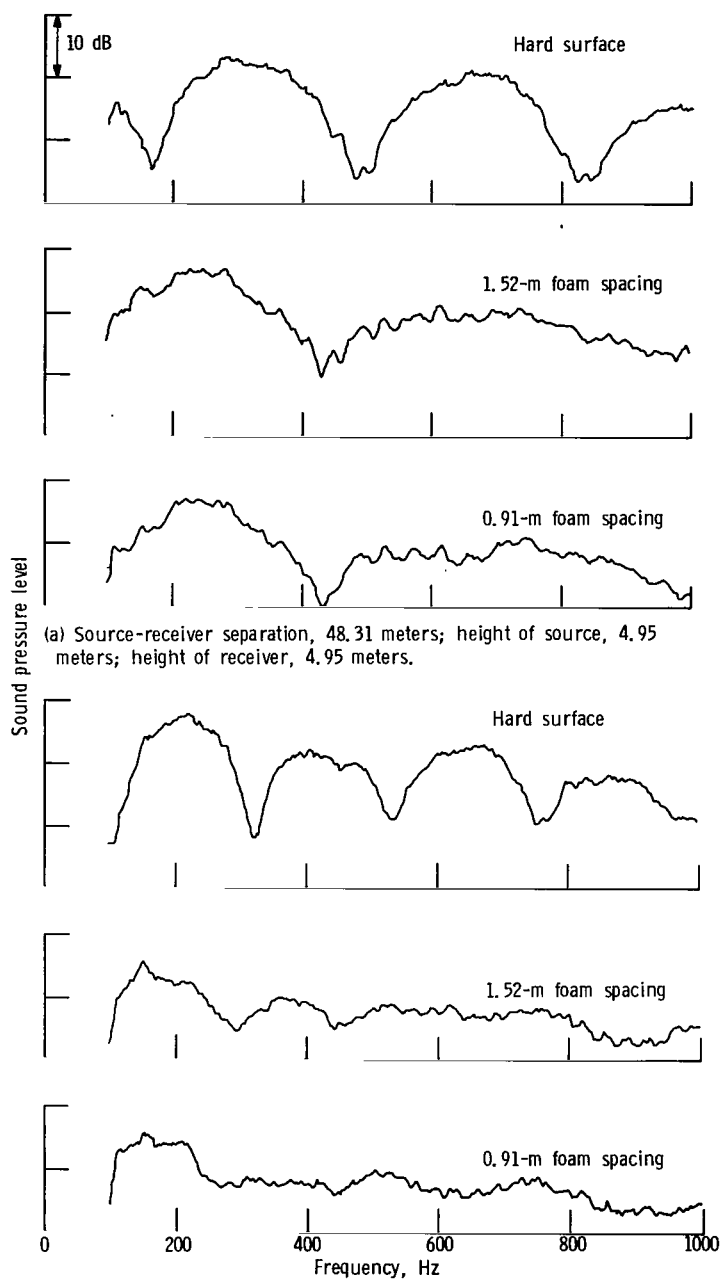 10 dB
Hard surface
1.52-m foam spacing
0.91-m foam spacing
Sound pressure level
(a) Source-receiver separation, 48.31 meters; height of source, 4.95
meters; height of receiver, 4.95 meters.
Hard surface
1.52-m foam spacing
0.91-m foam spacing
0 200 400 600 800 1000
Frequency, Hz